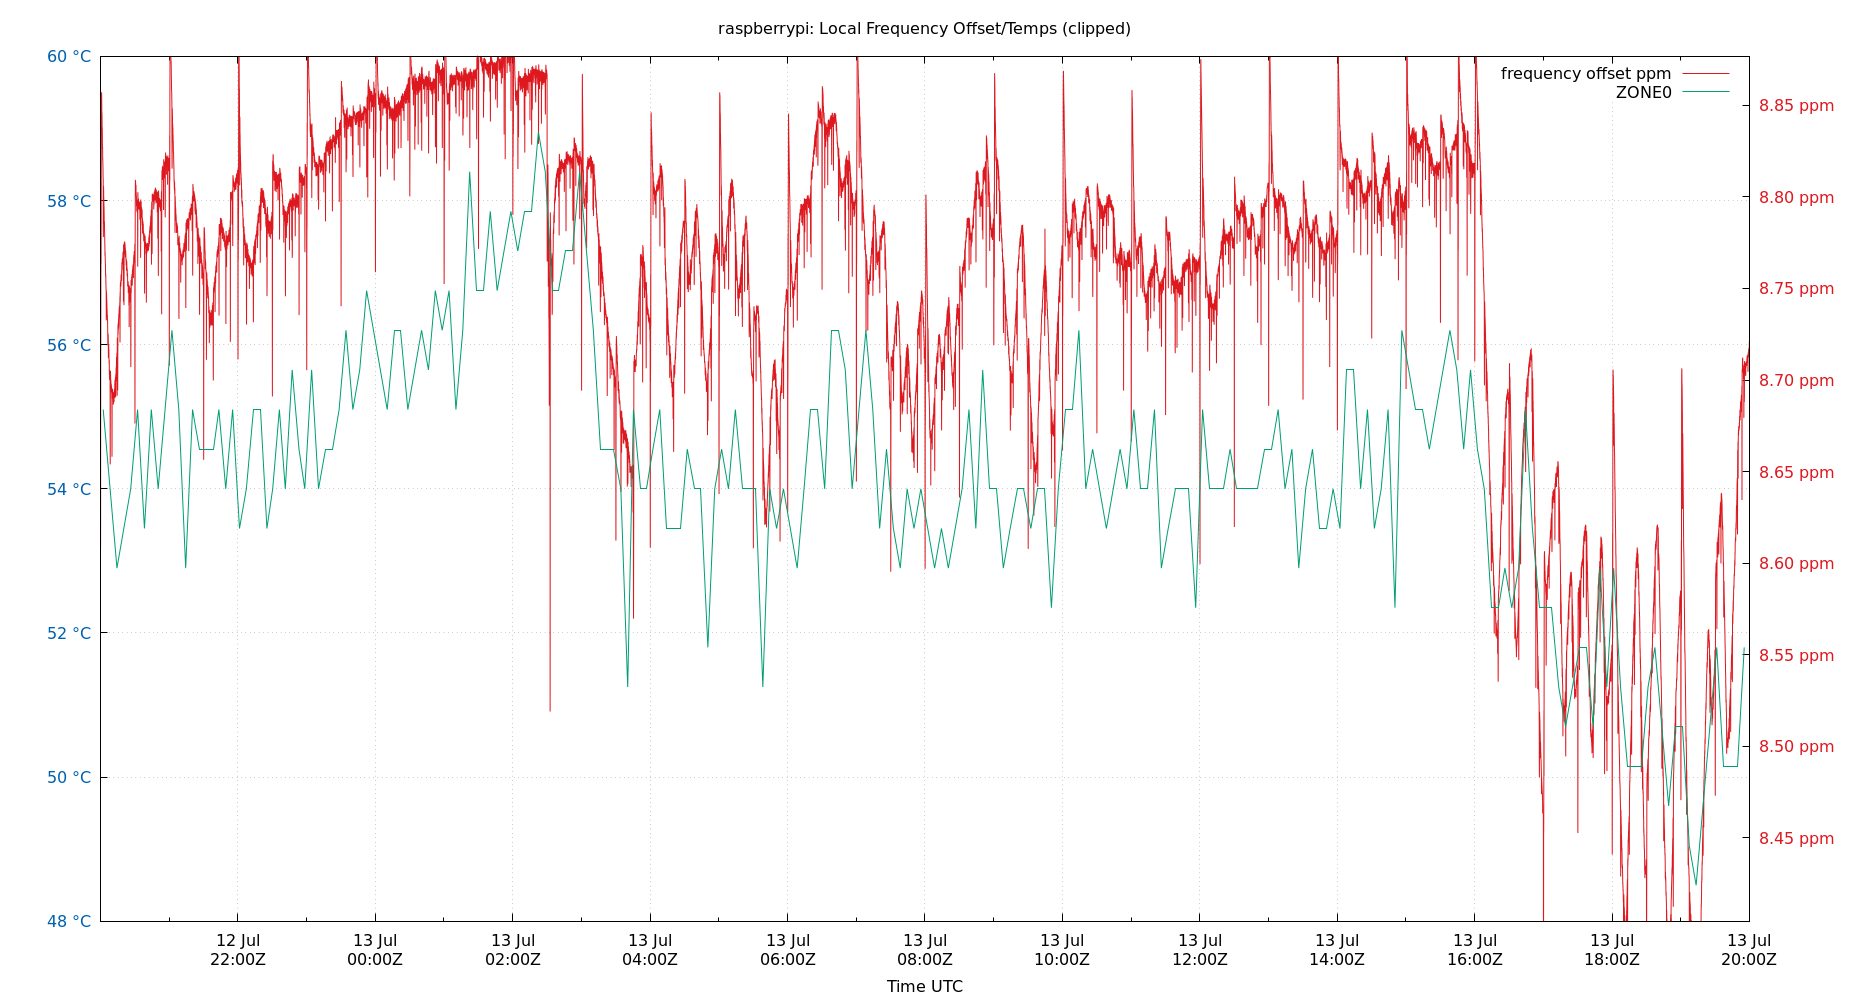 raspberrypi: Local Frequency Offset/Temps (clipped)
60 °C
58 °C
56 °C
54 °C
52 °C
50 °C
48 °C
frequency offset ppm
ZONE0
8.85 ppm
8.80 ppm
8.75 ppm
8.70 ppm
8.65 ppm
8.60 ppm
8.55 ppm
8.50 ppm
8.45 ppm
12 Jul 13 Jul 13 Jul 13 Jul 13 Jul 13 Jul 13 Jul 13 Jul 13 Jul 13 Jul 13 Jul 13 Jul
22:00Z 00:00Z 02:00Z 04:00Z 06:00Z 08:00Z 10:00Z 12:00Z 14:00Z 16:00Z 18:00Z 20:00Z
Time UTC